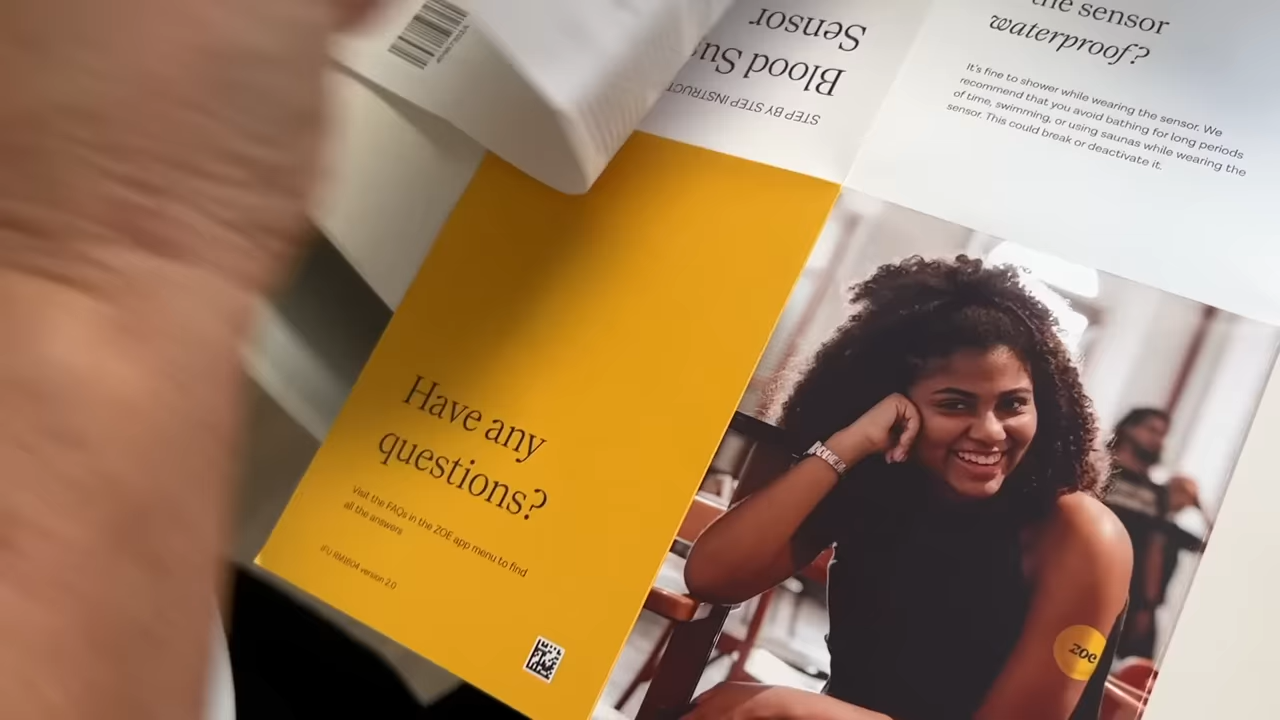 the sensor
waterproof?
It's fine to shower while wearing the sensor. We
recommend that you avoid bathing for long periods
of time, swimming, or using saunas while wearing the
sensor. This could break or deactivate it.
STEP BY STEP INSTRUCT
Blood Su
Sensor
Have any
questions?
Visit the FAQs in the ZOE app menu to find
all the answers
IFU RM1604 version 2.0
zoe